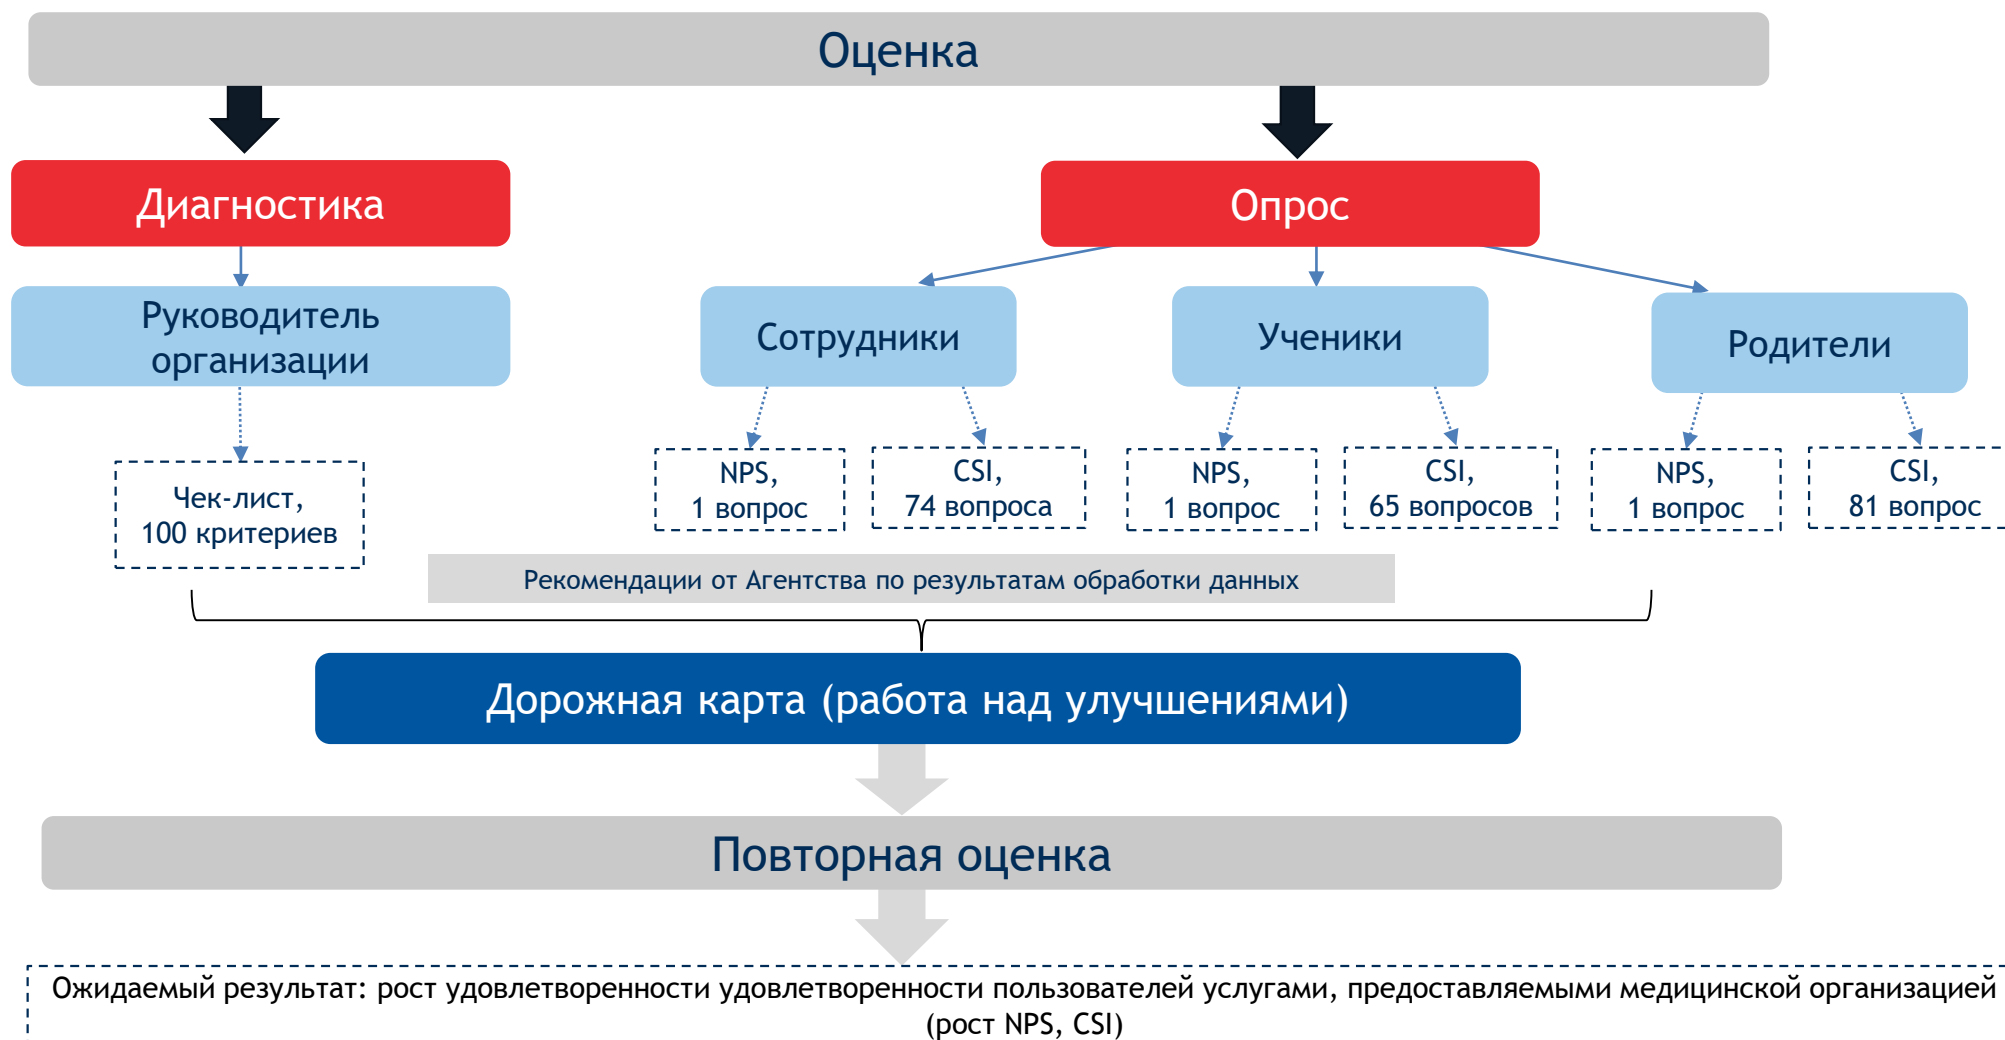 Оценка
Диагностика
Опрос
Руководитель
организации
Сотрудники
Ученики
Родители
Чек-лист,
100 критериев
NPS,
1 вопрос
CSI,
74 вопроса
NPS,
1 вопрос
CSI,
65 вопросов
NPS,
1 вопрос
CSI,
81 вопрос
Рекомендации от Агентства по результатам обработки данных
Дорожная карта (работа над улучшениями)
Повторная оценка
Ожидаемый результат: рост удовлетворенности удовлетворенности пользователей услугами, предоставляемыми медицинской организацией
(рост NPS, CSI)